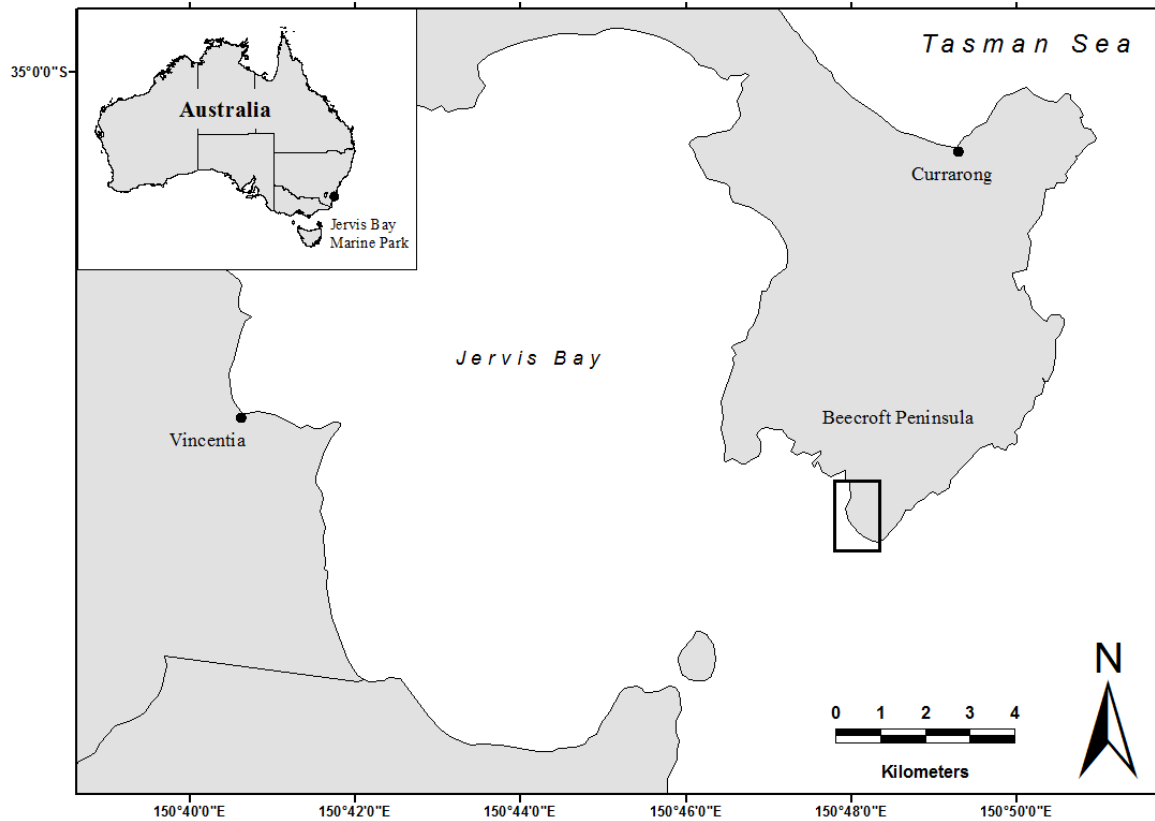 Tasman Sea
35°0'0"S
Australia
Currarong
Jervis Bay
Marine Park
Jervis Bay
Beecroft Peninsula
Vincentia
N
0 1 2 3 4
Kilometers
150°40'0"E 150°42'0"E 150°44'0"E 150°46'0"E 150°48'0"E 150°50'0"E